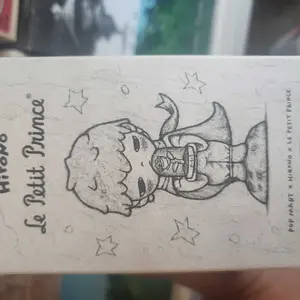 HIRONO
Le Petit Prince®
POP MART X HIRONO X LE PETIT PRINCE